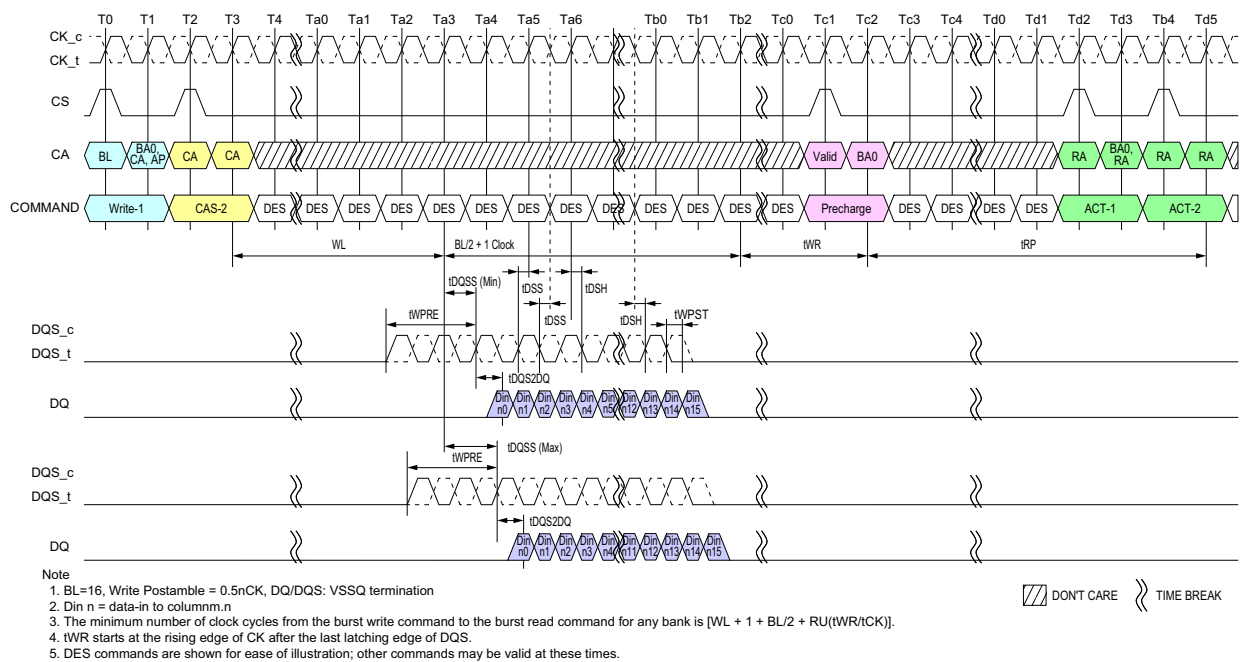 T0 T1 T2 T3 T4 Ta0 Ta1 Ta2 Ta3 Ta4 Ta5 Ta6 Tb0 Tb1 Tb2 Tc0 Tc1 Tc2 Tc3 Tc4 Td0 Td1 Td2 Td3 Tb4 Td5
CK_c
CK_t
CS
CA BL BA0, CA, AP CA CA Valid BA0 RA BA0, RA RA RA
COMMAND Write-1 CAS-2 DES DES DES DES DES DES DES DES DES DES DES DES DES Precharge DES DES DES DES ACT-1 ACT-2
WL BL/2 + 1 Clock tWR tRP
tDQSS (Min) tDSS tDSH
tDSS tDSH tWPST
tWPRE
DQS_c
DQS_t
tDQS2DQ
DQ Din n0 Din n1 Din n2 Din n3 Din n4 Din n5 Din n12 Din n13 Din n14 Din n15
tDQSS (Max)
tWPRE
DQS_c
DQS_t
tDQS2DQ
DQ Din n0 Din n1 Din n2 Din n3 Din n4 Din n11 Din n12 Din n13 Din n14 Din n15
Note
1. BL=16, Write Postamble = 0.5nCK, DQ/DQS: VSSQ termination
2. Din n = data-in to columnm.n
3. The minimum number of clock cycles from the burst write command to the burst read command for any bank is [WL + 1 + BL/2 + RU(tWR/tCK)].
4. tWR starts at the rising edge of CK after the last latching edge of DQS.
5. DES commands are shown for ease of illustration; other commands may be valid at these times.
DON'T CARE TIME BREAK